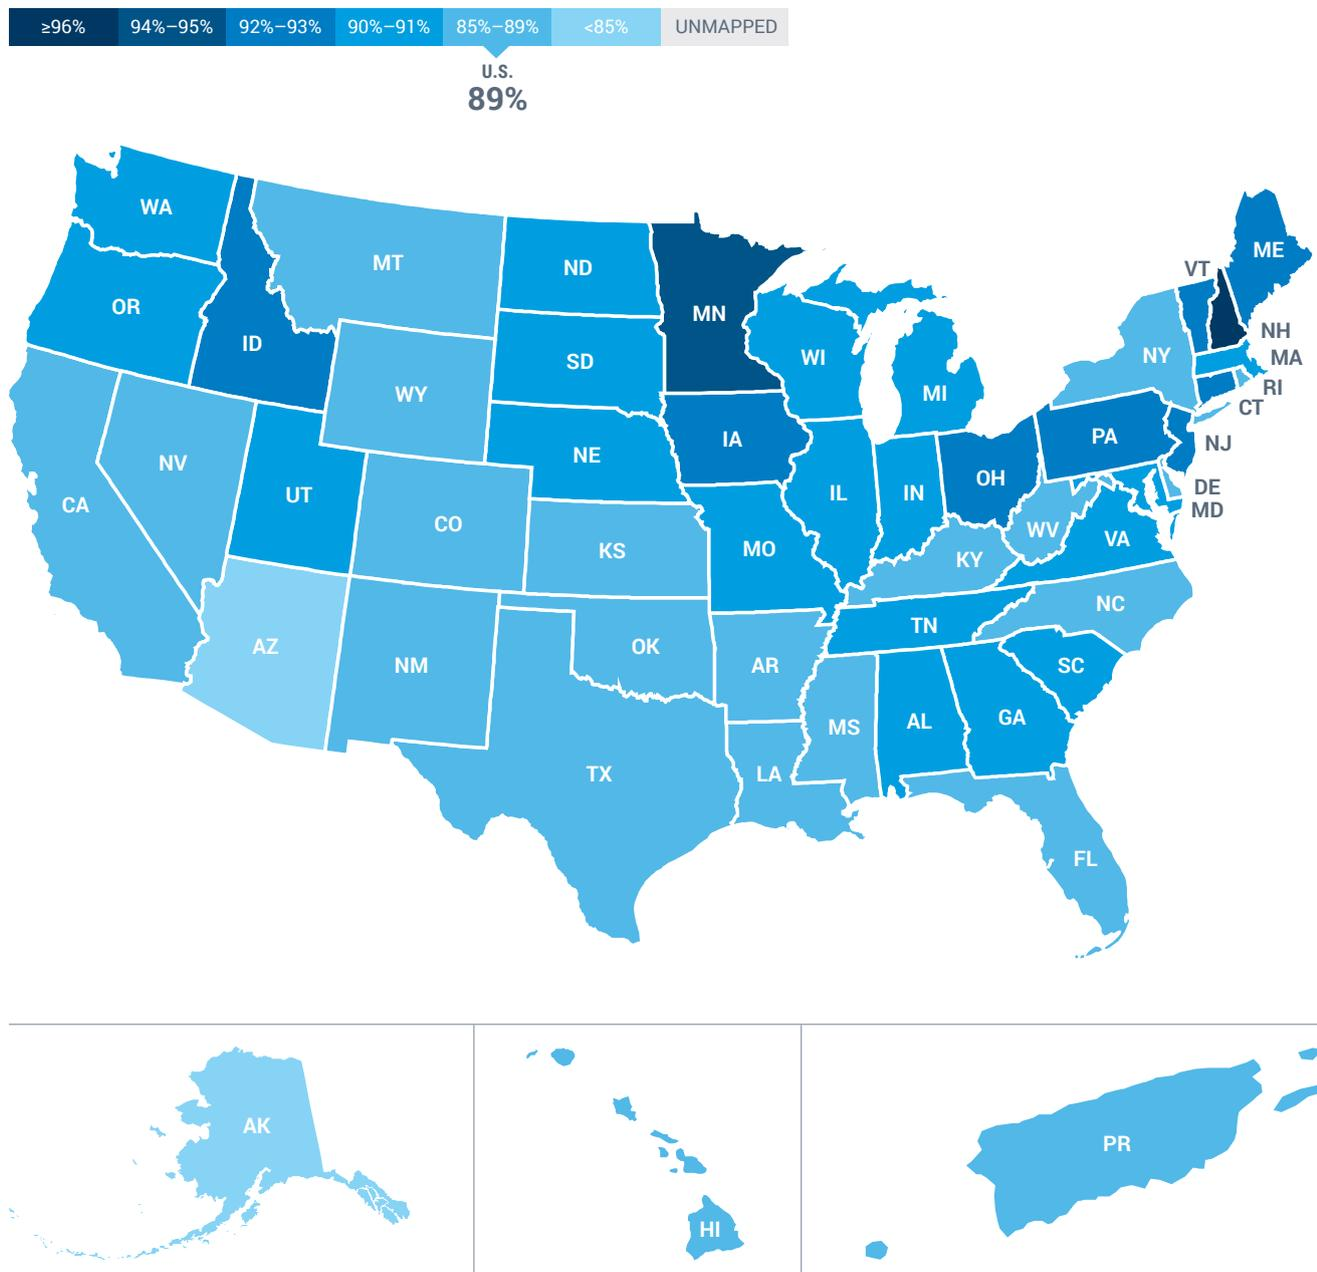 ≥96% 94%–95% 92%–93% 90%–91% 85%–89% <85% UNMAPPED
U.S.
89%
WA
MT
ND
MN
VT
ME
OR
ID
SD
WI
MI
NY
NH
MA
RI
CT
WY
NE
IA
PA
NJ
NV
UT
CO
KS
MO
IL
IN
OH
WV
VA
DE
MD
CA
KY
NC
AZ
NM
OK
AR
TN
SC
TX
LA
MS
AL
GA
FL
AK
HI
PR